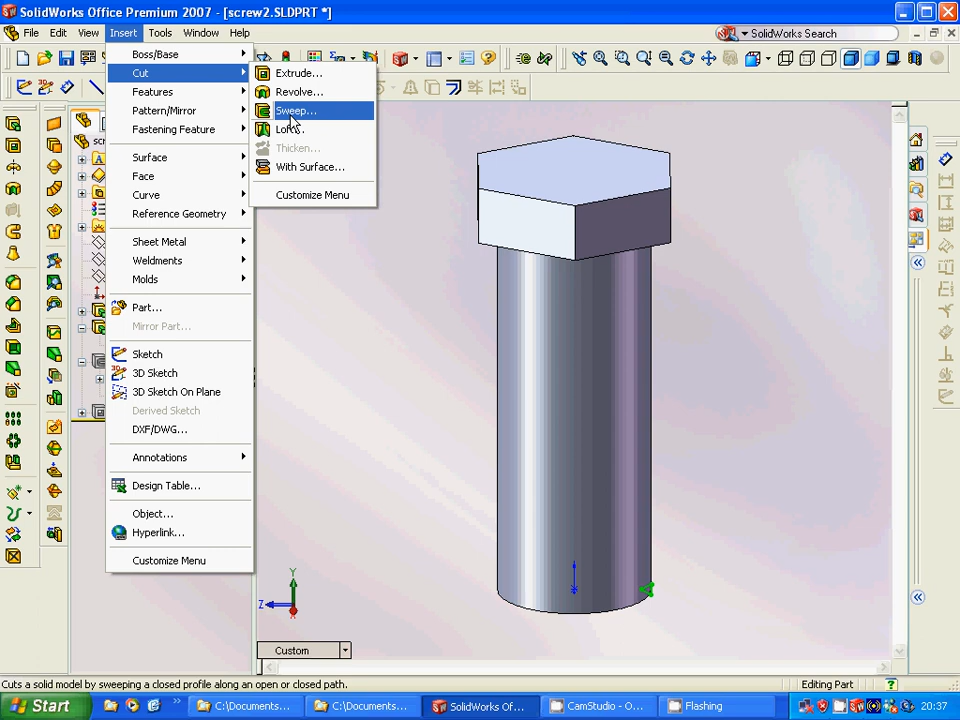 SolidWorks Office Premium 2007 - [screw2.SLDPRT *]
File Edit View Insert Tools Window Help
SolidWorks Search
Boss/Base
Cut
Features
Pattern/Mirror
Fastening Feature
Surface
Face
Curve
Reference Geometry
Sheet Metal
Weldments
Molds
Part...
Mirror Part...
Sketch
3D Sketch
3D Sketch On Plane
Derived Sketch
DXF/DWG...
Annotations
Design Table...
Object...
Hyperlink...
Customize Menu
Extrude...
Revolve...
Sweep...
Loft...
Thicken...
With Surface...
Customize Menu
scr
A
Y
Z
X
Custom
Cuts a solid model by sweeping a closed profile along an open or closed path.
Editing Part
Start
C:\Documents...
C:\Documents...
SolidWorks Of...
CamStudio - O...
Flashing
20:37